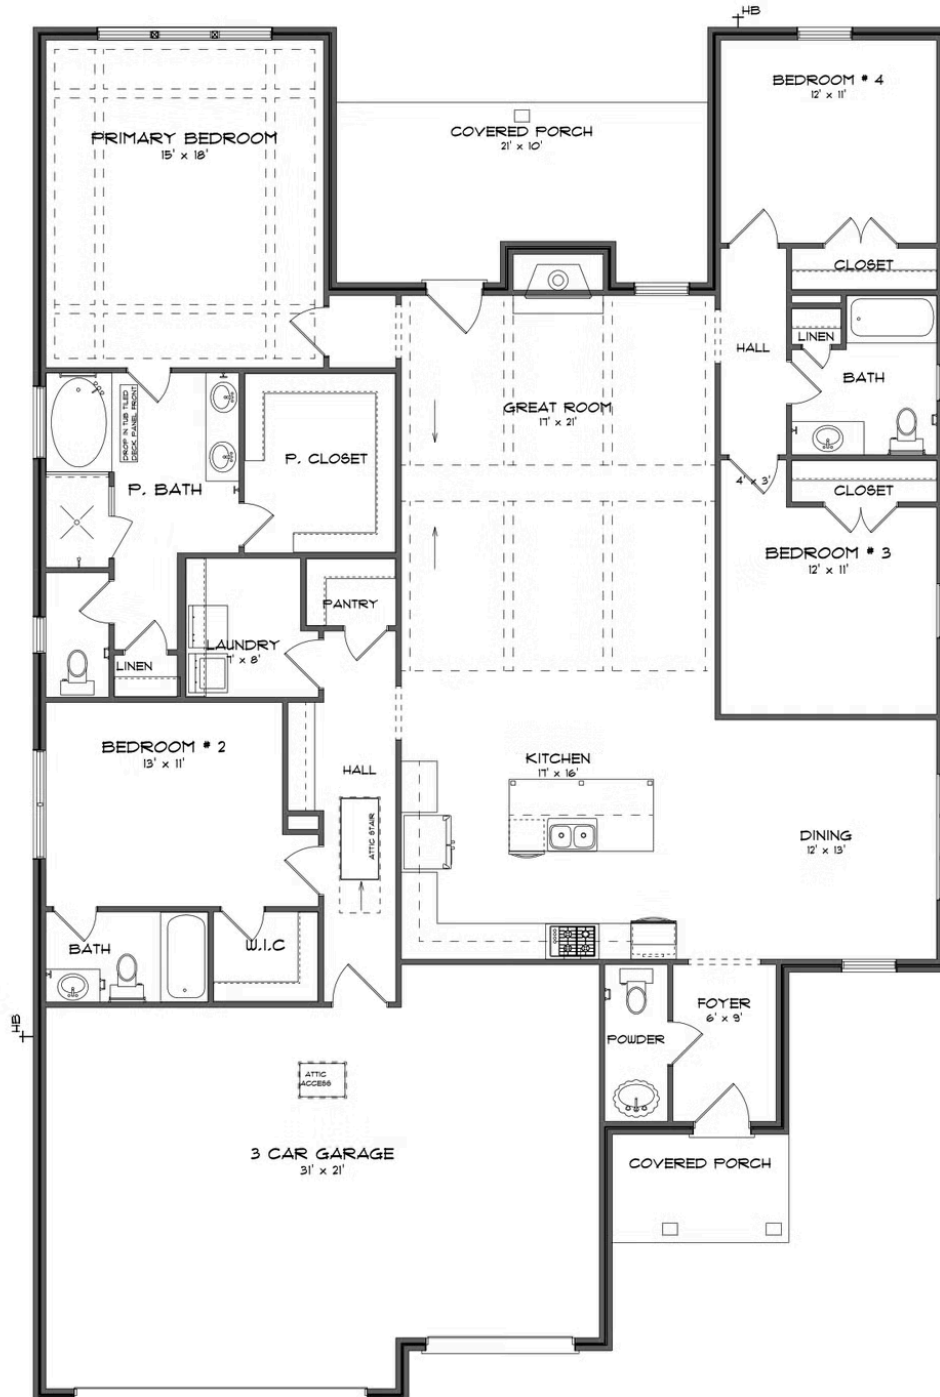 HB
BEDROOM # 4
12' x 11'
COVERED PORCH
21' x 10'
PRIMARY BEDROOM
15' x 18'
CLOSET
LINEN
HALL
BATH
GREAT ROOM
17' x 21'
DROP IN TUB TILED
DECK, PANEL FRONT
P. CLOSET
P. BATH
4' x 3'
CLOSET
BEDROOM # 3
12' x 11'
PANTRY
LAUNDRY
7' x 8'
LINEN
BEDROOM # 2
13' x 11'
HALL
KITCHEN
17' x 16'
ATTIC STAIR
DINING
12' x 13'
BATH
W.I.C
FOYER
6' x 9'
HB
POWDER
ATTIC
ACCESS
3 CAR GARAGE
31' x 21'
COVERED PORCH